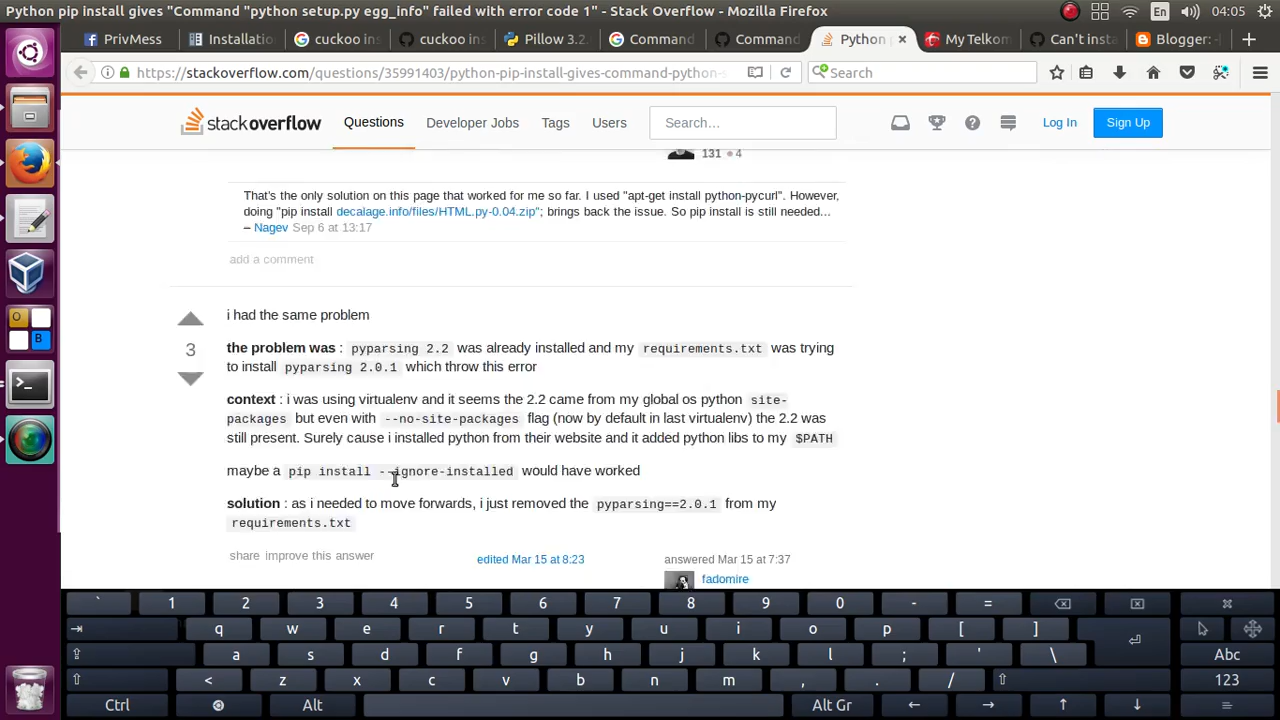 Python pip install gives "Command "python setup.py egg_info" failed with error code 1" - Stack Overflow - Mozilla Firefox
En
04:05
PrivMess
Installatio
cuckoo in
cuckoo in
Pillow 3.2.
Command
Comman
Python
My Telkom
Can't insta
Blogger:
https://stackoverflow.com/questions/35991403/python-pip-install-gives-command-python-s
Search
stackoverflow
Questions
Developer Jobs
Tags
Users
Search...
Log In
Sign Up
131 4
That's the only solution on this page that worked for me so far. I used "apt-get install python-pycurl". However,
doing "pip install decalage.info/files/HTML.py-0.04.zip"; brings back the issue. So pip install is still needed...
– Nagev Sep 6 at 13:17
add a comment
i had the same problem
3
the problem was : pyparsing 2.2 was already installed and my requirements.txt was trying
to install pyparsing 2.0.1 which throw this error
context : i was using virtualenv and it seems the 2.2 came from my global os python site-
packages but even with --no-site-packages flag (now by default in last virtualenv) the 2.2 was
still present. Surely cause i installed python from their website and it added python libs to my $PATH
maybe a pip install --ignore-installed would have worked
solution : as i needed to move forwards, i just removed the pyparsing==2.0.1 from my
requirements.txt
share improve this answer
edited Mar 15 at 8:23
answered Mar 15 at 7:37
fadomire
` 1 2 3 4 5 6 7 8 9 0 - =
q w e r t y u i o p [ ]
a s d f g h j k l ; ' \ Abc
< z x c v b n m , . / 123
Ctrl Alt Alt Gr